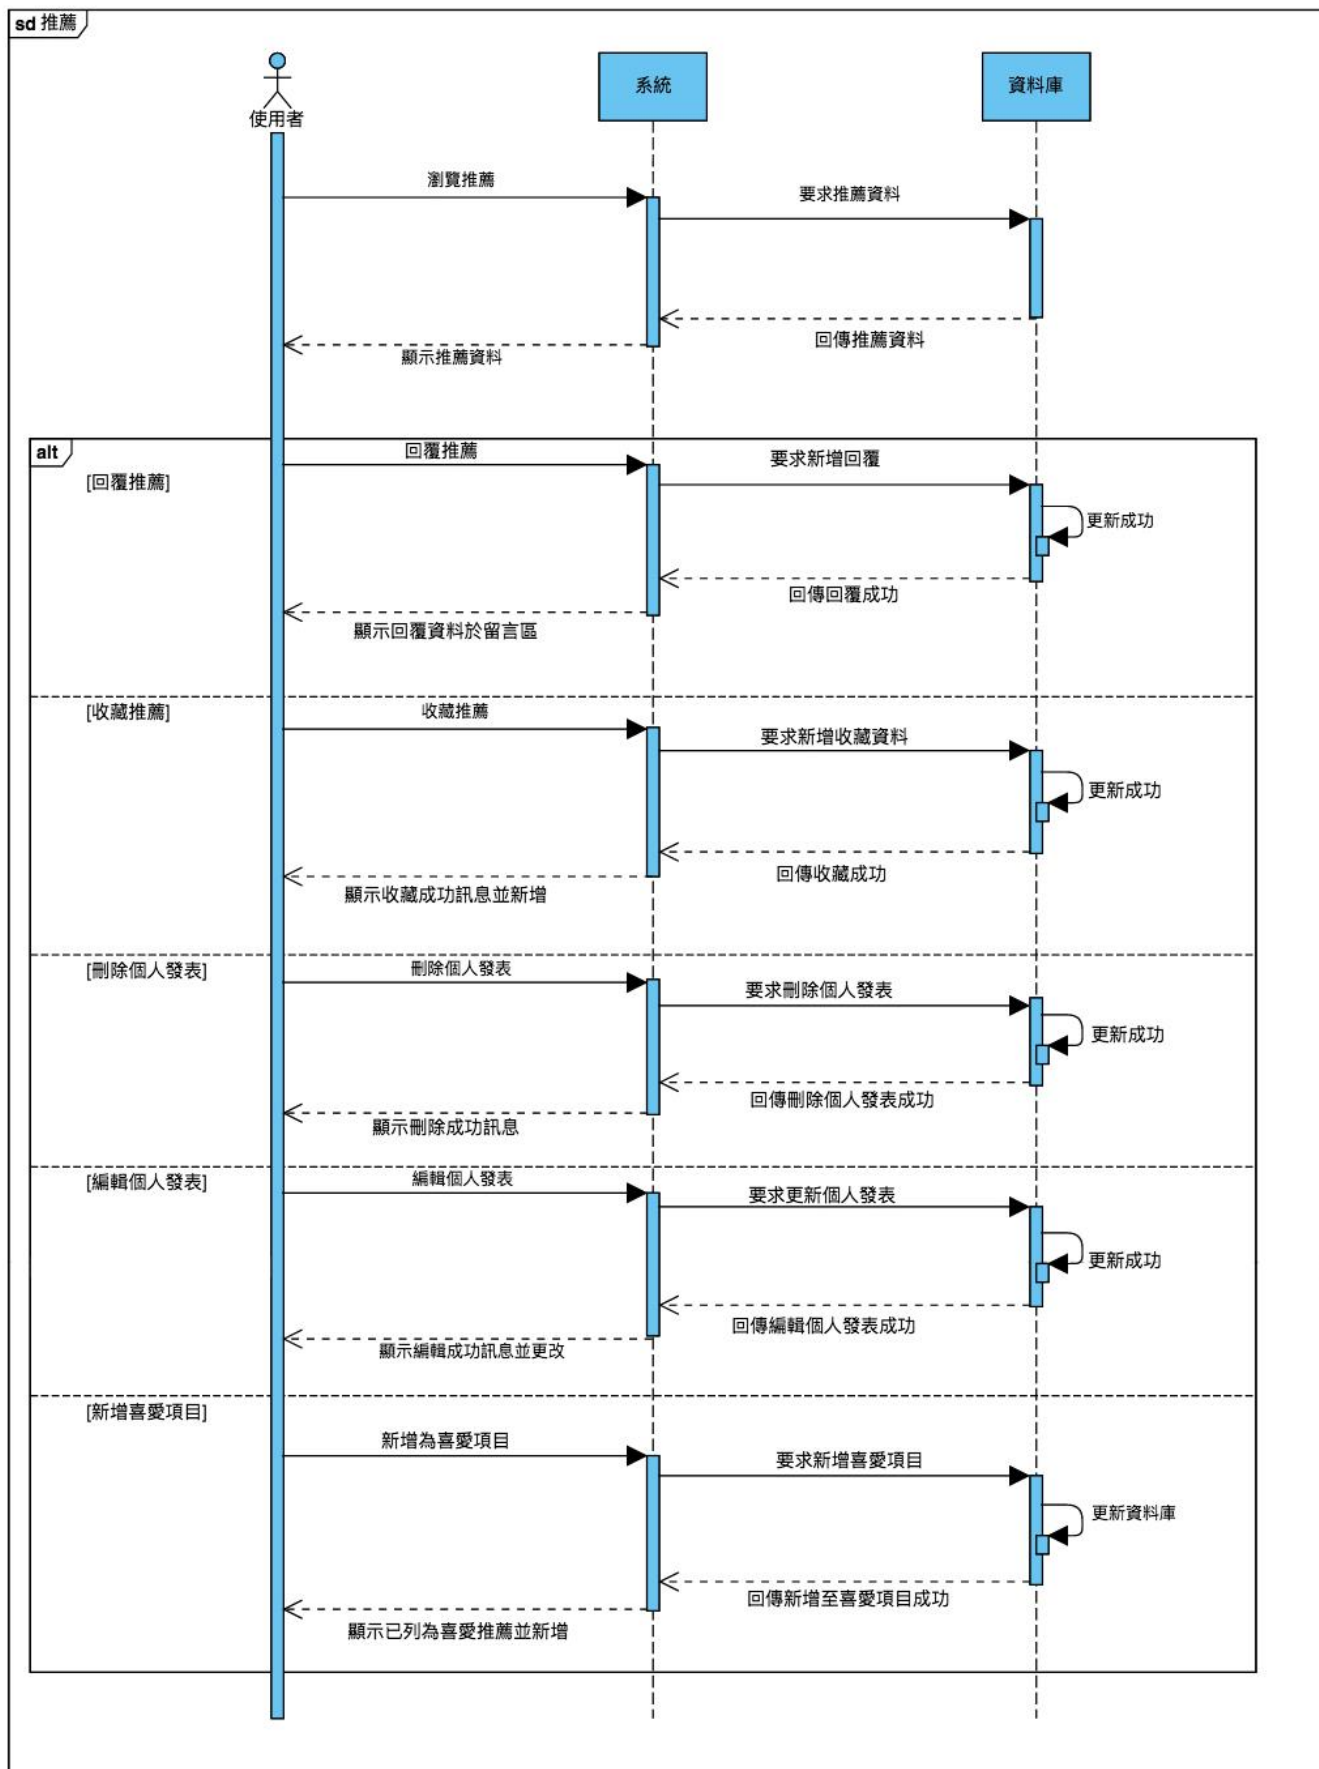 sd 推薦
使用者
系統
資料庫
瀏覽推薦
要求推薦資料
回傳推薦資料
顯示推薦資料
alt
[回覆推薦]
回覆推薦
要求新增回覆
更新成功
回傳回覆成功
顯示回覆資料於留言區
[收藏推薦]
收藏推薦
要求新增收藏資料
更新成功
回傳收藏成功
顯示收藏成功訊息並新增
[刪除個人發表]
刪除個人發表
要求刪除個人發表
更新成功
回傳刪除個人發表成功
顯示刪除成功訊息
[編輯個人發表]
編輯個人發表
要求更新個人發表
更新成功
回傳編輯個人發表成功
顯示編輯成功訊息並更改
[新增喜愛項目]
新增為喜愛項目
要求新增喜愛項目
更新資料庫
回傳新增至喜愛項目成功
顯示已列為喜愛推薦並新增